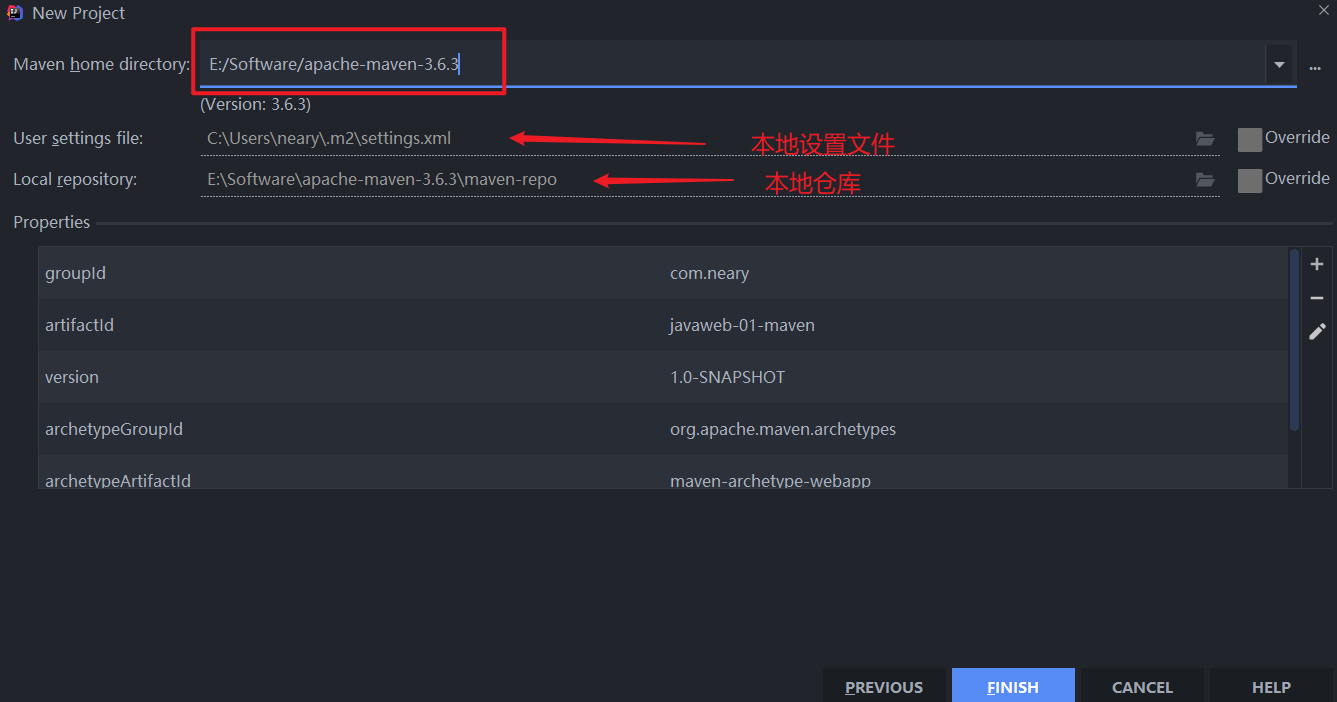 New Project
Maven home directory: E:/Software/apache-maven-3.6.3 ...
(Version: 3.6.3)
User settings file: C:\Users\neary\.m2\settings.xml 本地设置文件 Override
Local repository: E:\Software\apache-maven-3.6.3\maven-repo 本地仓库 Override
Properties
groupId com.neary
artifactId javaweb-01-maven
version 1.0-SNAPSHOT
archetypeGroupId org.apache.maven.archetypes
archetypeArtifactId maven-archetype-webapp
PREVIOUS FINISH CANCEL HELP